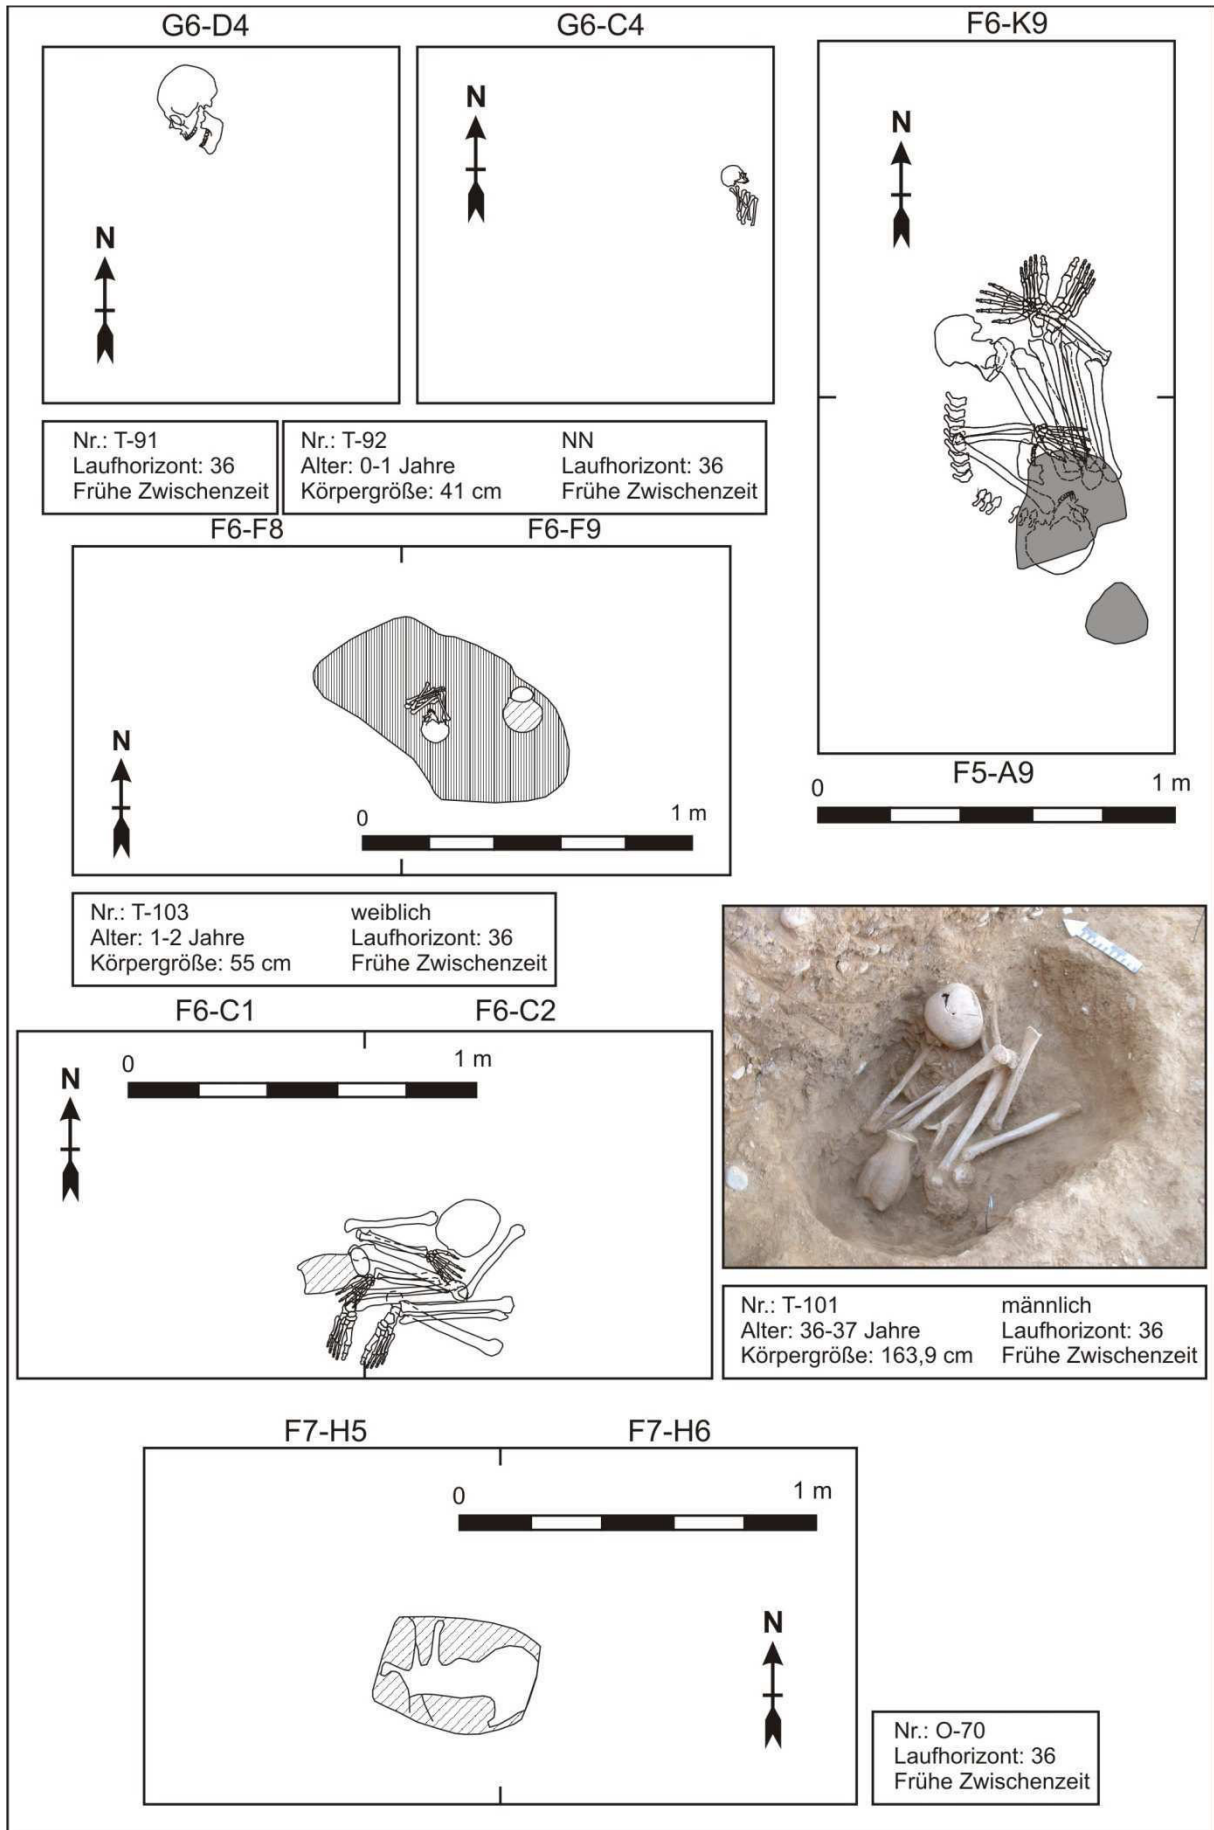 G6-D4
G6-C4
F6-K9
N
N
N
Nr.: T-91
Laufhorizont: 36
Frühe Zwischenzeit
Nr.: T-92 NN
Alter: 0-1 Jahre Laufhorizont: 36
Körpergröße: 41 cm Frühe Zwischenzeit
F6-F8 F6-F9
N
0 1 m
F5-A9
0 1 m
Nr.: T-103 weiblich
Alter: 1-2 Jahre Laufhorizont: 36
Körpergröße: 55 cm Frühe Zwischenzeit
F6-C1 F6-C2
0 1 m
N
Nr.: T-101 männlich
Alter: 36-37 Jahre Laufhorizont: 36
Körpergröße: 163,9 cm Frühe Zwischenzeit
F7-H5 F7-H6
0 1 m
N
Nr.: O-70
Laufhorizont: 36
Frühe Zwischenzeit